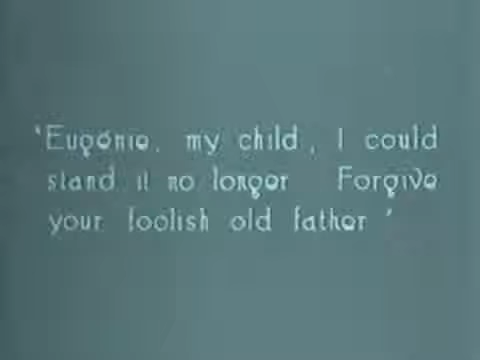 'Eugénie, my child, I could
stand it no longer Forgive
your foolish old father '